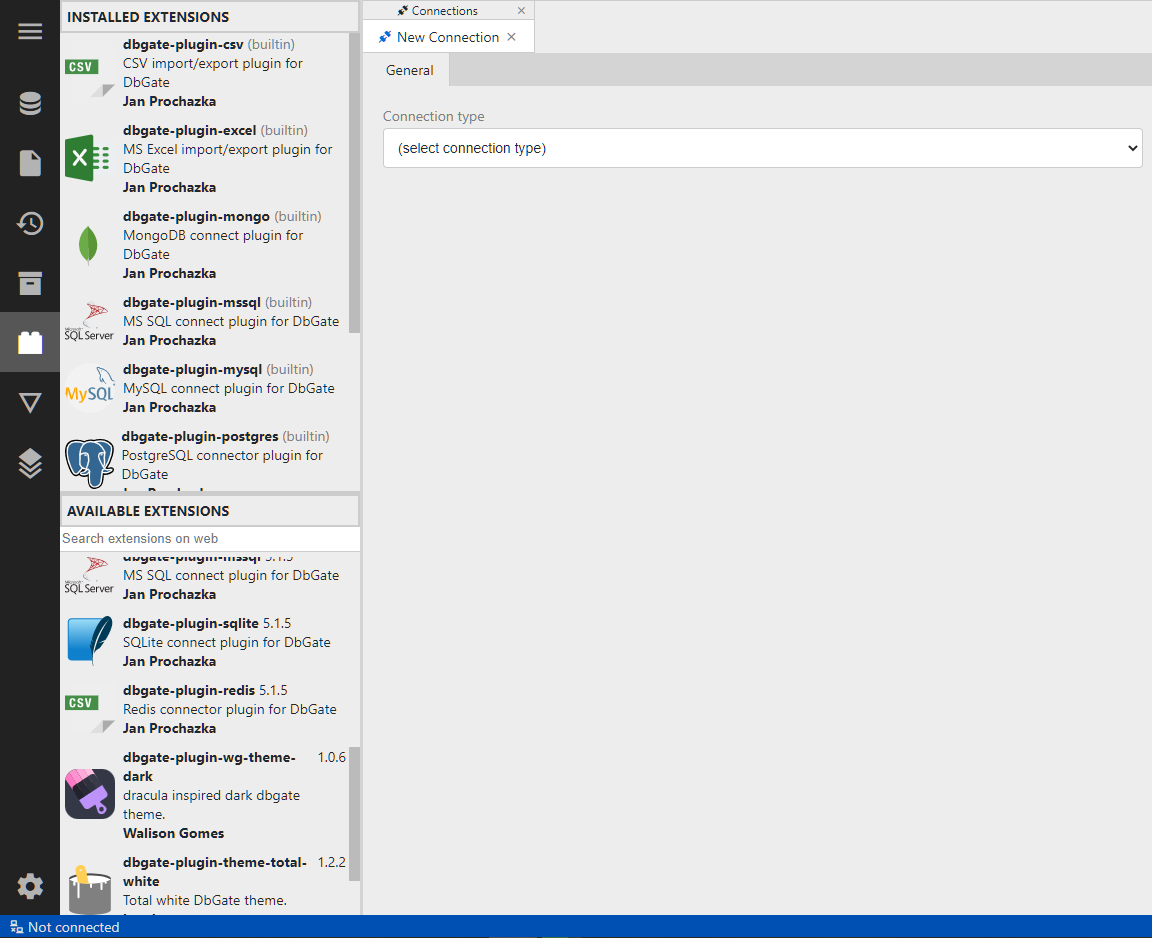 INSTALLED EXTENSIONS
dbgate-plugin-csv (builtin)
CSV import/export plugin for
DbGate
Jan Prochazka
CSV
dbgate-plugin-excel (builtin)
MS Excel import/export plugin for
DbGate
Jan Prochazka
X
dbgate-plugin-mongo (builtin)
MongoDB connect plugin for
DbGate
Jan Prochazka
dbgate-plugin-mssql (builtin)
MS SQL connect plugin for DbGate
Jan Prochazka
Microsoft
SQL Server
dbgate-plugin-mysql (builtin)
MySQL connect plugin for DbGate
Jan Prochazka
MySQL
dbgate-plugin-postgres (builtin)
PostgreSQL connector plugin for
DbGate
Jan Prochazka
AVAILABLE EXTENSIONS
Search extensions on web
dbgate-plugin-mssql 5.1.5
MS SQL connect plugin for DbGate
Jan Prochazka
Microsoft
SQL Server
dbgate-plugin-sqlite 5.1.5
SQLite connect plugin for DbGate
Jan Prochazka
dbgate-plugin-redis 5.1.5
Redis connector plugin for DbGate
Jan Prochazka
CSV
dbgate-plugin-wg-theme- 1.0.6
dark
dracula inspired dark dbgate
theme.
Walison Gomes
dbgate-plugin-theme-total- 1.2.2
white
Total white DbGate theme.
Connections
New Connection
General
Connection type
(select connection type)
Not connected